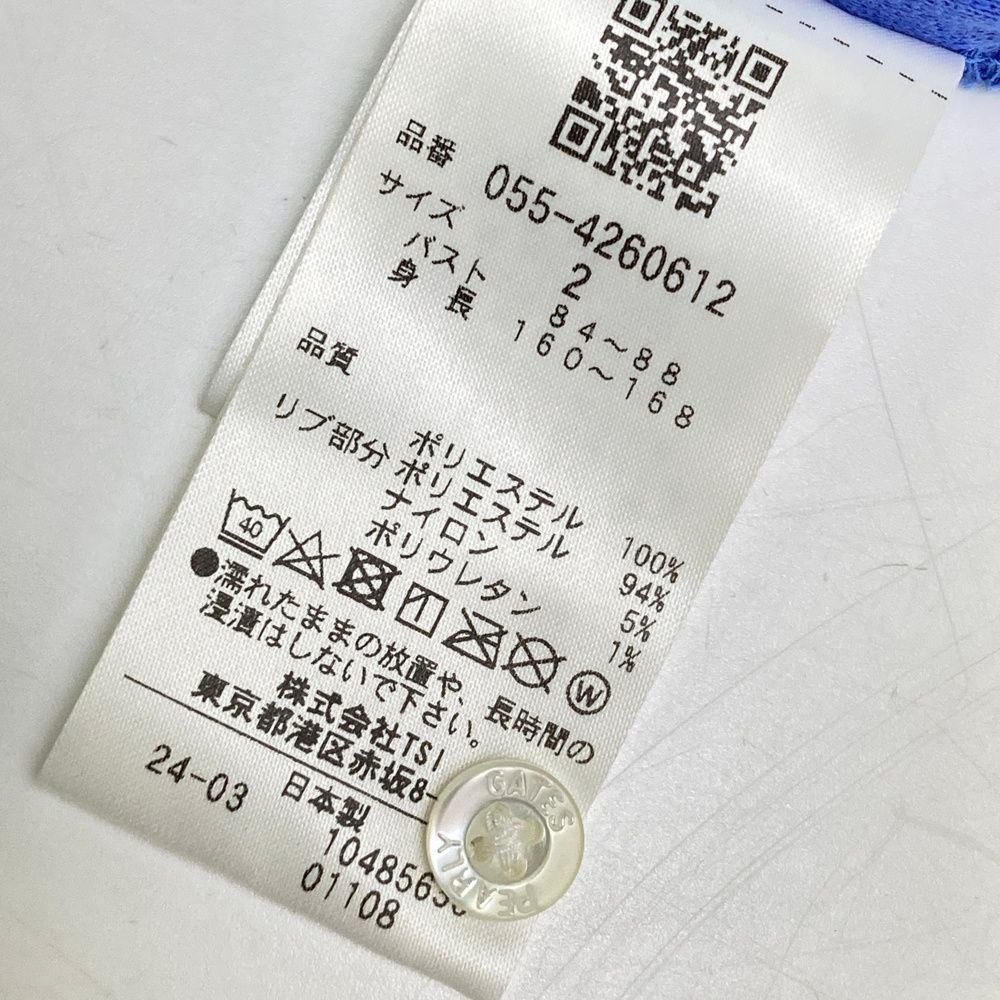 品番 055-4260612
サイズ 2
バスト 84~88
身長 160~168
品質
ポリエステル 100%
リブ部分 ポリエステル 94%
ナイロン 5%
ポリウレタン 1%
40
W
●濡れたままの放置や、長時間の
浸漬はしないで下さい。
株式会社TSI
東京都港区赤坂8-
24-03 日本製
1048563
01108
PEARLY GATES